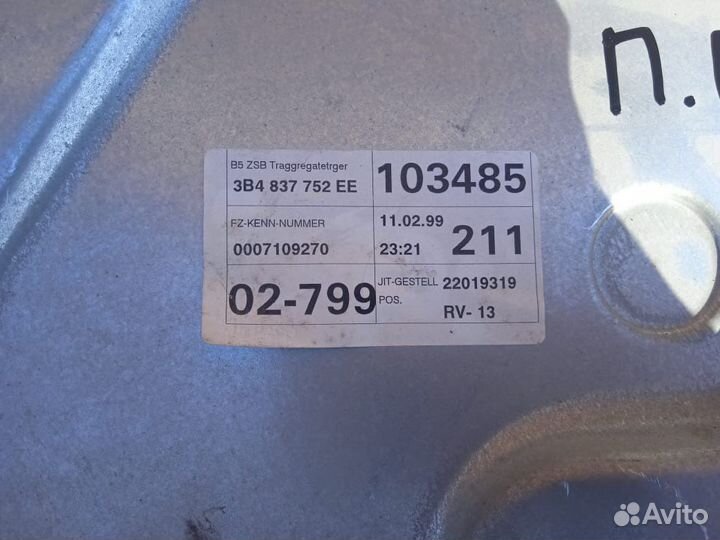 B5 ZSB Traggregatetrger
3B4 837 752 EE
103485
FZ-KENN-NUMMER
0007109270
11.02.99
23:21
211
02-799
JIT-GESTELL 22019319
POS.
RV- 13
п.
Avito